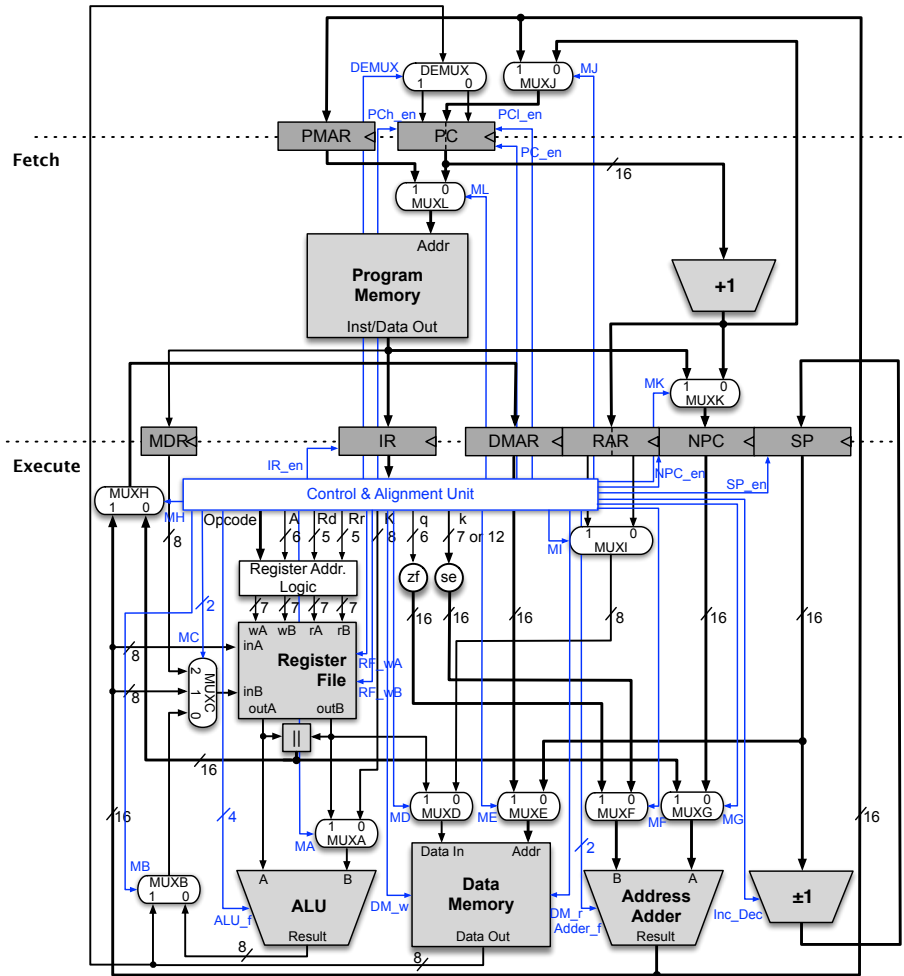 DEMUX
DEMUX
1 0
1 0
MUXJ
MJ
PCh_en
PCl_en
PMAR
PC
PC_en
Fetch
16
1 0
MUXL
ML
Addr
Program
Memory
Inst/Data Out
+1
MK
1 0
MUXK
MDR
IR
DMAR
RAR
NPC
SP
Execute
IR_en
NPC_en
SP_en
MUXH
1 0
MH
Control & Alignment Unit
8
Opcode
A
6
Rd
5
Rr
5
K
8
q
6
k
7 or 12
MI
1 0
MUXI
Register Addr.
Logic
zf
se
2
7
7
7
7
16
16
16
8
16
16
MC
wA
wB
rA
rB
inA
Register
File
inB
outA
outB
RF_wA
RF_wB
8
8
2 1 0
MUXC
||
16
16
16
4
MA
1 0
MUXA
MD
1 0
MUXD
ME
1 0
MUXE
1 0
MUXF
MF
1 0
MUXG
MG
2
MB
MUXB
1 0
A
B
ALU
Result
ALU_f
Data In
Addr
Data
Memory
Data Out
DM_w
DM_r
Adder_f
B
A
Address
Adder
Result
Inc_Dec
±1
8
8